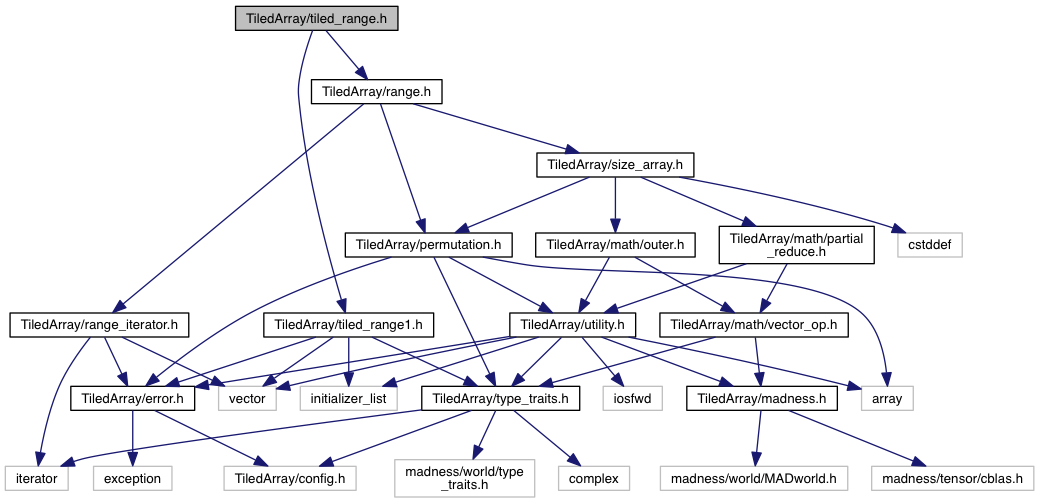 TiledArray/tiled_range.h
TiledArray/range.h
TiledArray/size_array.h
TiledArray/permutation.h
TiledArray/math/outer.h
TiledArray/math/partial
_reduce.h
cstddef
TiledArray/range_iterator.h
TiledArray/tiled_range1.h
TiledArray/utility.h
TiledArray/math/vector_op.h
TiledArray/error.h
vector
initializer_list
TiledArray/type_traits.h
iosfwd
TiledArray/madness.h
array
iterator
exception
TiledArray/config.h
madness/world/type
_traits.h
complex
madness/world/MADworld.h
madness/tensor/cblas.h